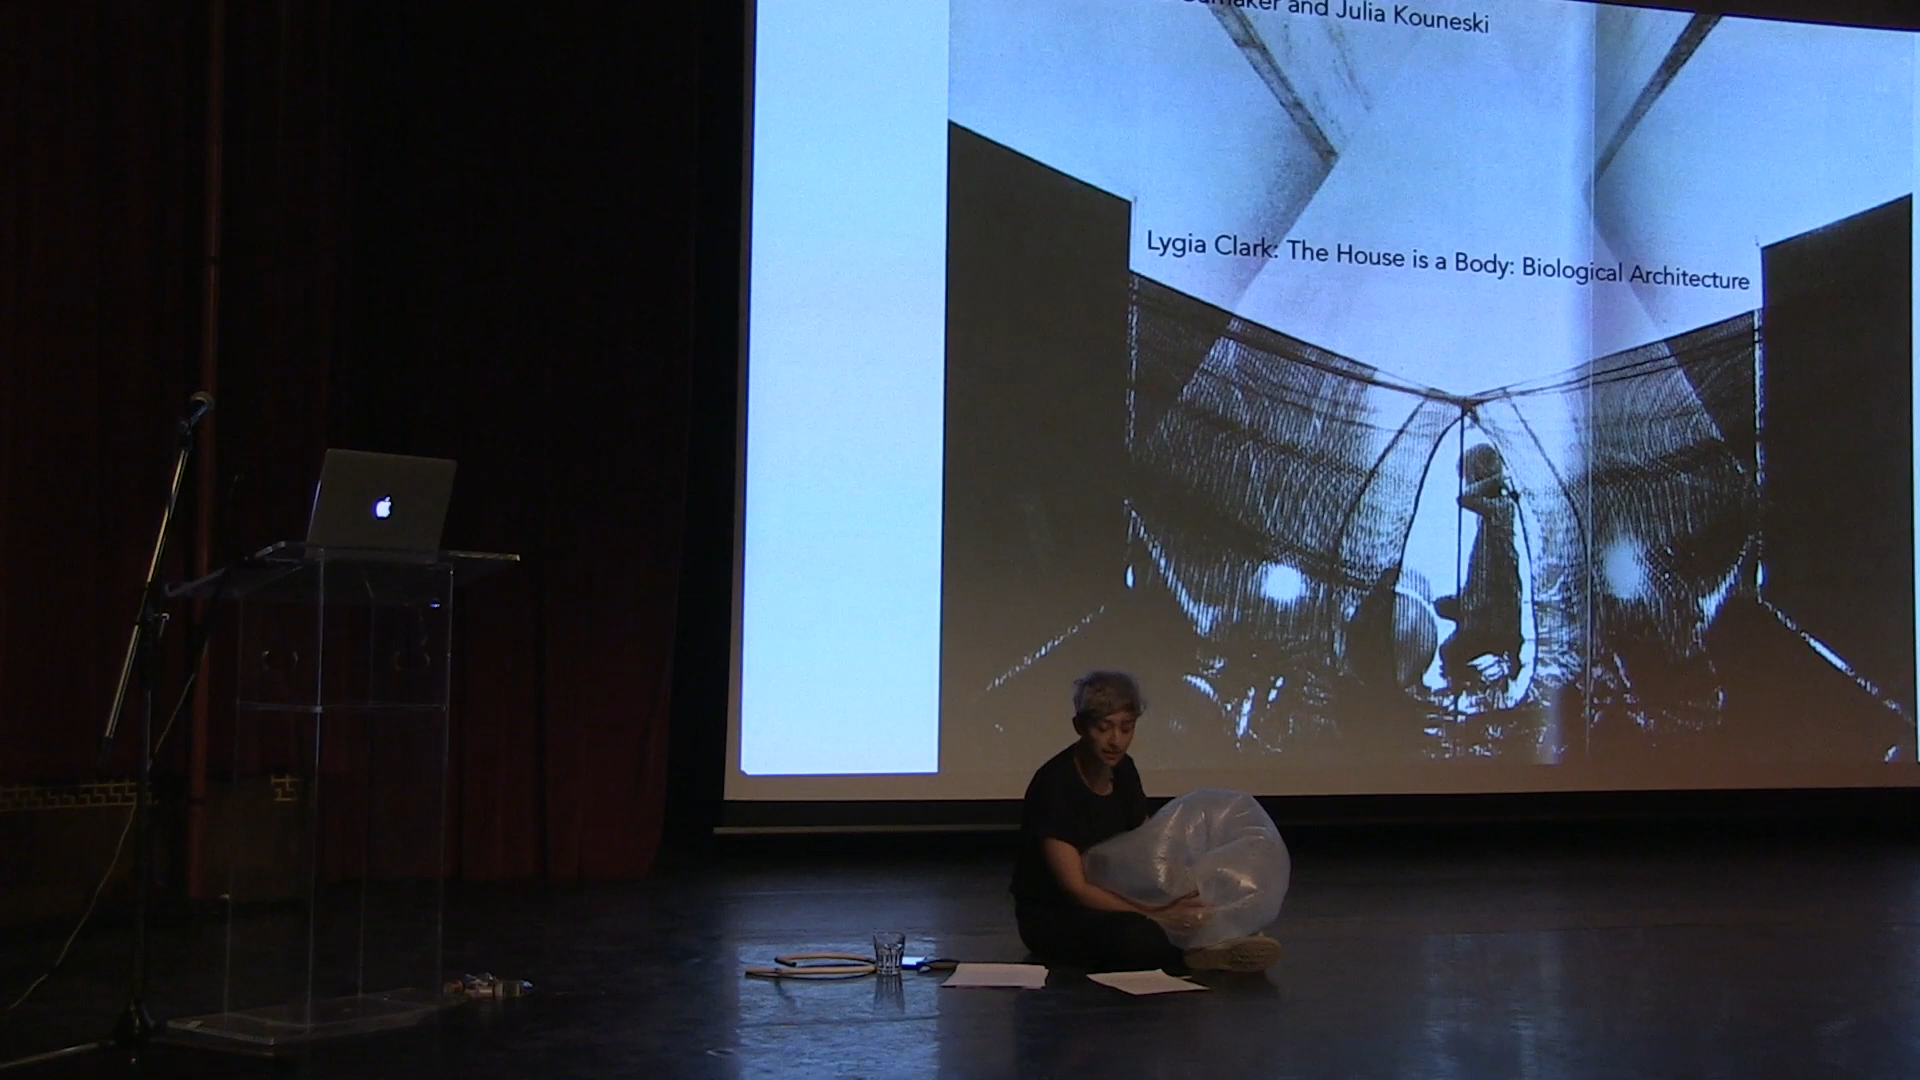 and Julia Kouneski
Lygia Clark: The House is a Body: Biological Architecture